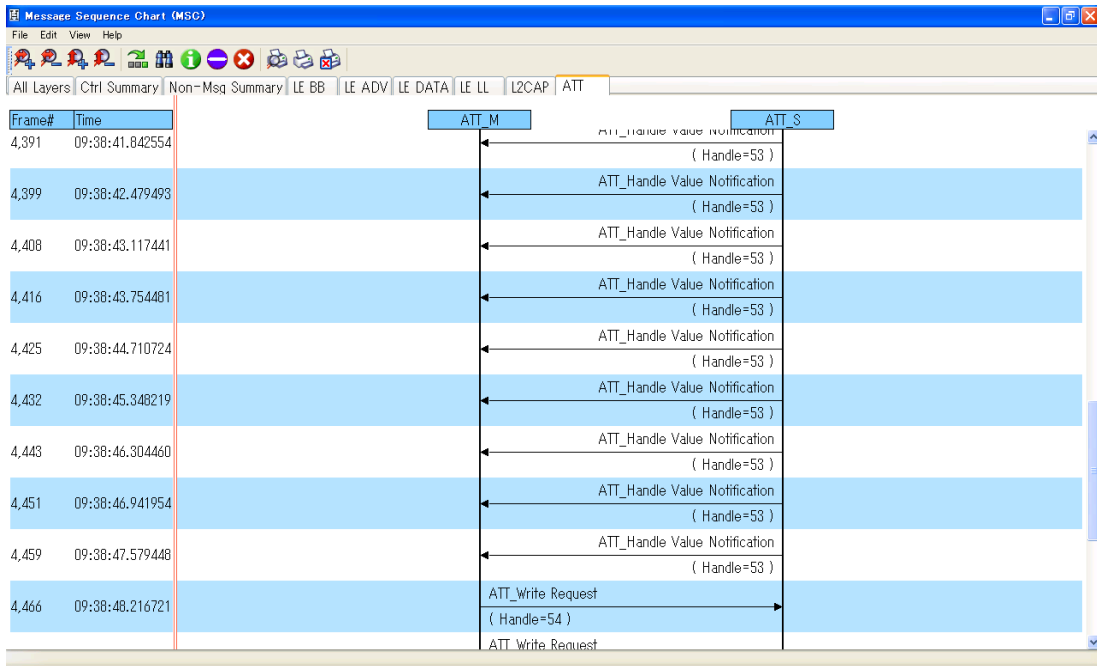 Message Sequence Chart (MSC)
File Edit View Help
All Layers Ctrl Summary Non-Msg Summary LE BB LE ADV LE DATA LE LL L2CAP ATT
Frame# Time ATT_M ATT_S
ATT_Handle Value Notification
4,391 09:38:41.842554
( Handle=53 )
ATT_Handle Value Notification
4,399 09:38:42.479493
( Handle=53 )
ATT_Handle Value Notification
4,408 09:38:43.117441
( Handle=53 )
ATT_Handle Value Notification
4,416 09:38:43.754481
( Handle=53 )
ATT_Handle Value Notification
4,425 09:38:44.710724
( Handle=53 )
ATT_Handle Value Notification
4,432 09:38:45.348219
( Handle=53 )
ATT_Handle Value Notification
4,443 09:38:46.304460
( Handle=53 )
ATT_Handle Value Notification
4,451 09:38:46.941954
( Handle=53 )
ATT_Handle Value Notification
4,459 09:38:47.579448
( Handle=53 )
ATT_Write Request
4,466 09:38:48.216721
( Handle=54 )
ATT_Write Request